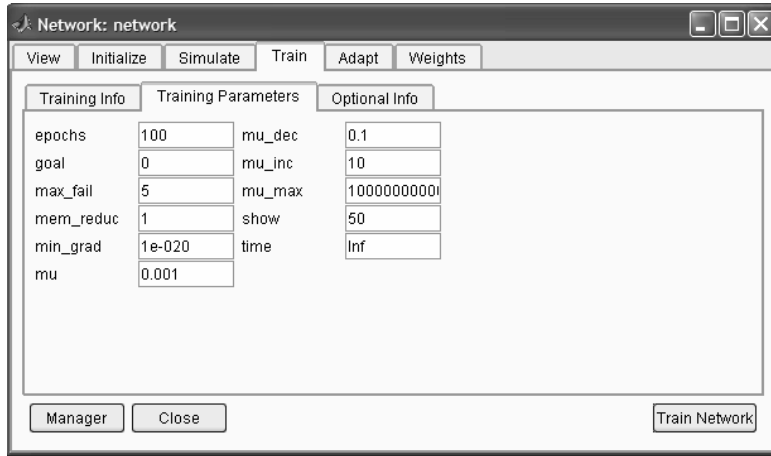 Network: network
View Initialize Simulate Train Adapt Weights
Training Info Training Parameters Optional Info
epochs 100 mu_dec 0.1
goal 0 mu_inc 10
max_fail 5 mu_max 1000000000
mem_reduc 1 show 50
min_grad 1e-020 time Inf
mu 0.001
Manager Close Train Network